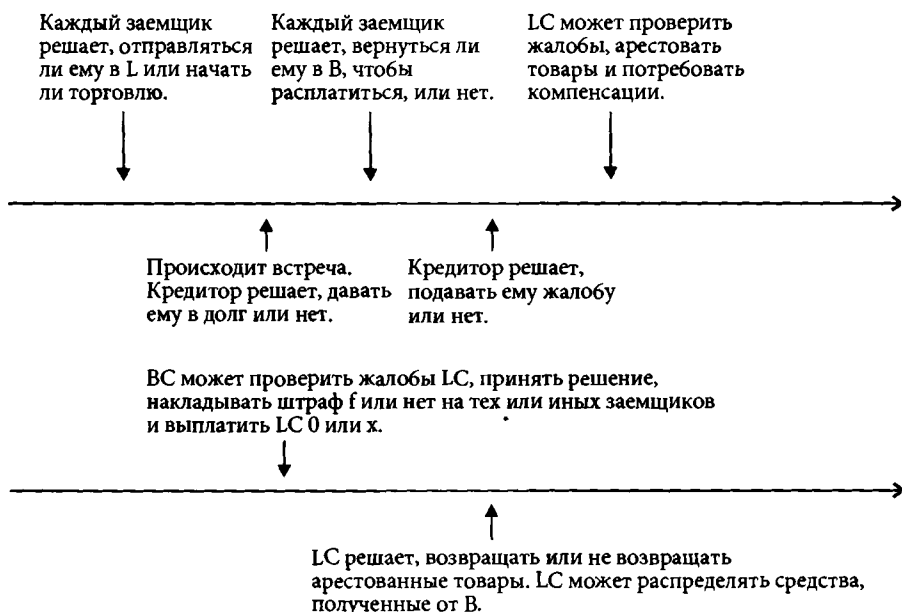 Каждый заемщик
решает, отправляться
ли ему в L или начать
ли торговлю.
Каждый заемщик
решает, вернуться ли
ему в B, чтобы
расплатиться, или нет.
LC может проверить
жалобы, арестовать
товары и потребовать
компенсации.
Происходит встреча.
Кредитор решает, давать
ему в долг или нет.
Кредитор решает,
подавать ему жалобу
или нет.
BC может проверить жалобы LC, принять решение,
накладывать штраф f или нет на тех или иных заемщиков
и выплатить LC 0 или x.
LC решает, возвращать или не возвращать
арестованные товары. LC может распределять средства,
полученные от B.